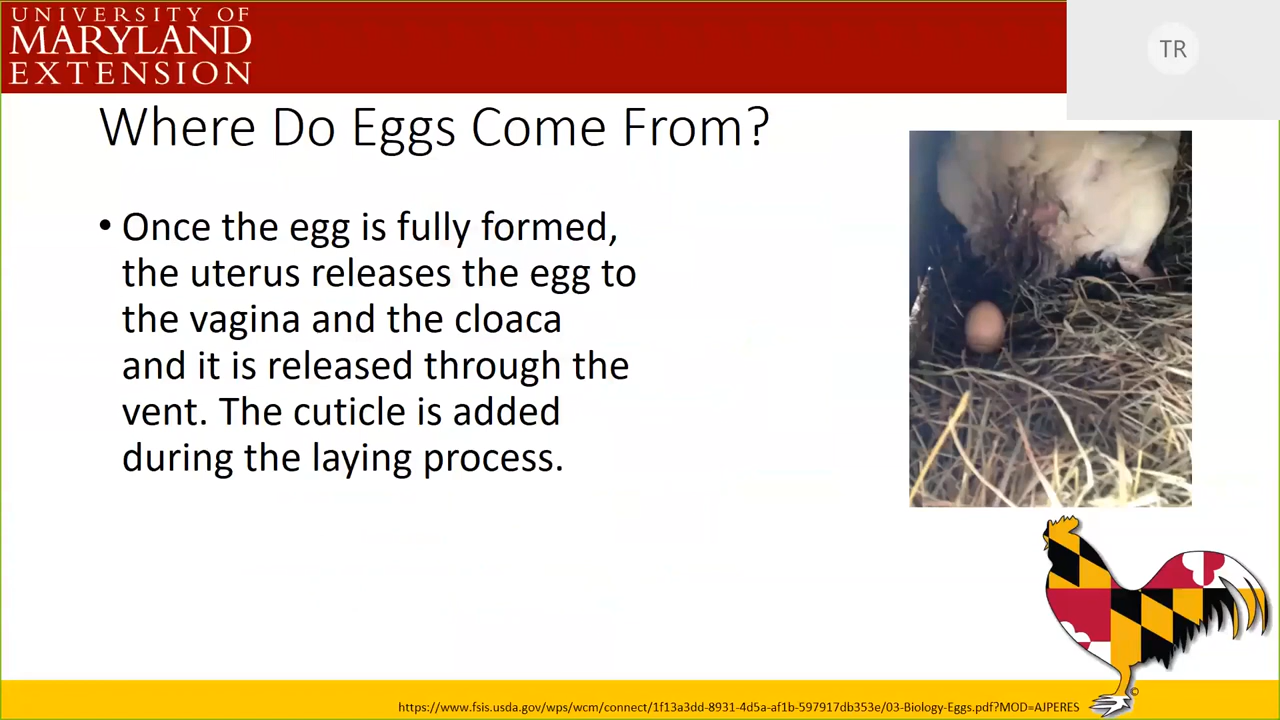 UNIVERSITY OF
MARYLAND
EXTENSION
TR
Where Do Eggs Come From?
• Once the egg is fully formed,
the uterus releases the egg to
the vagina and the cloaca
and it is released through the
vent. The cuticle is added
during the laying process.
©
https://www.fsis.usda.gov/wps/wcm/connect/1f13a3dd-8931-4d5a-af1b-597917db353e/03-Biology-Eggs.pdf?MOD=AJPERES